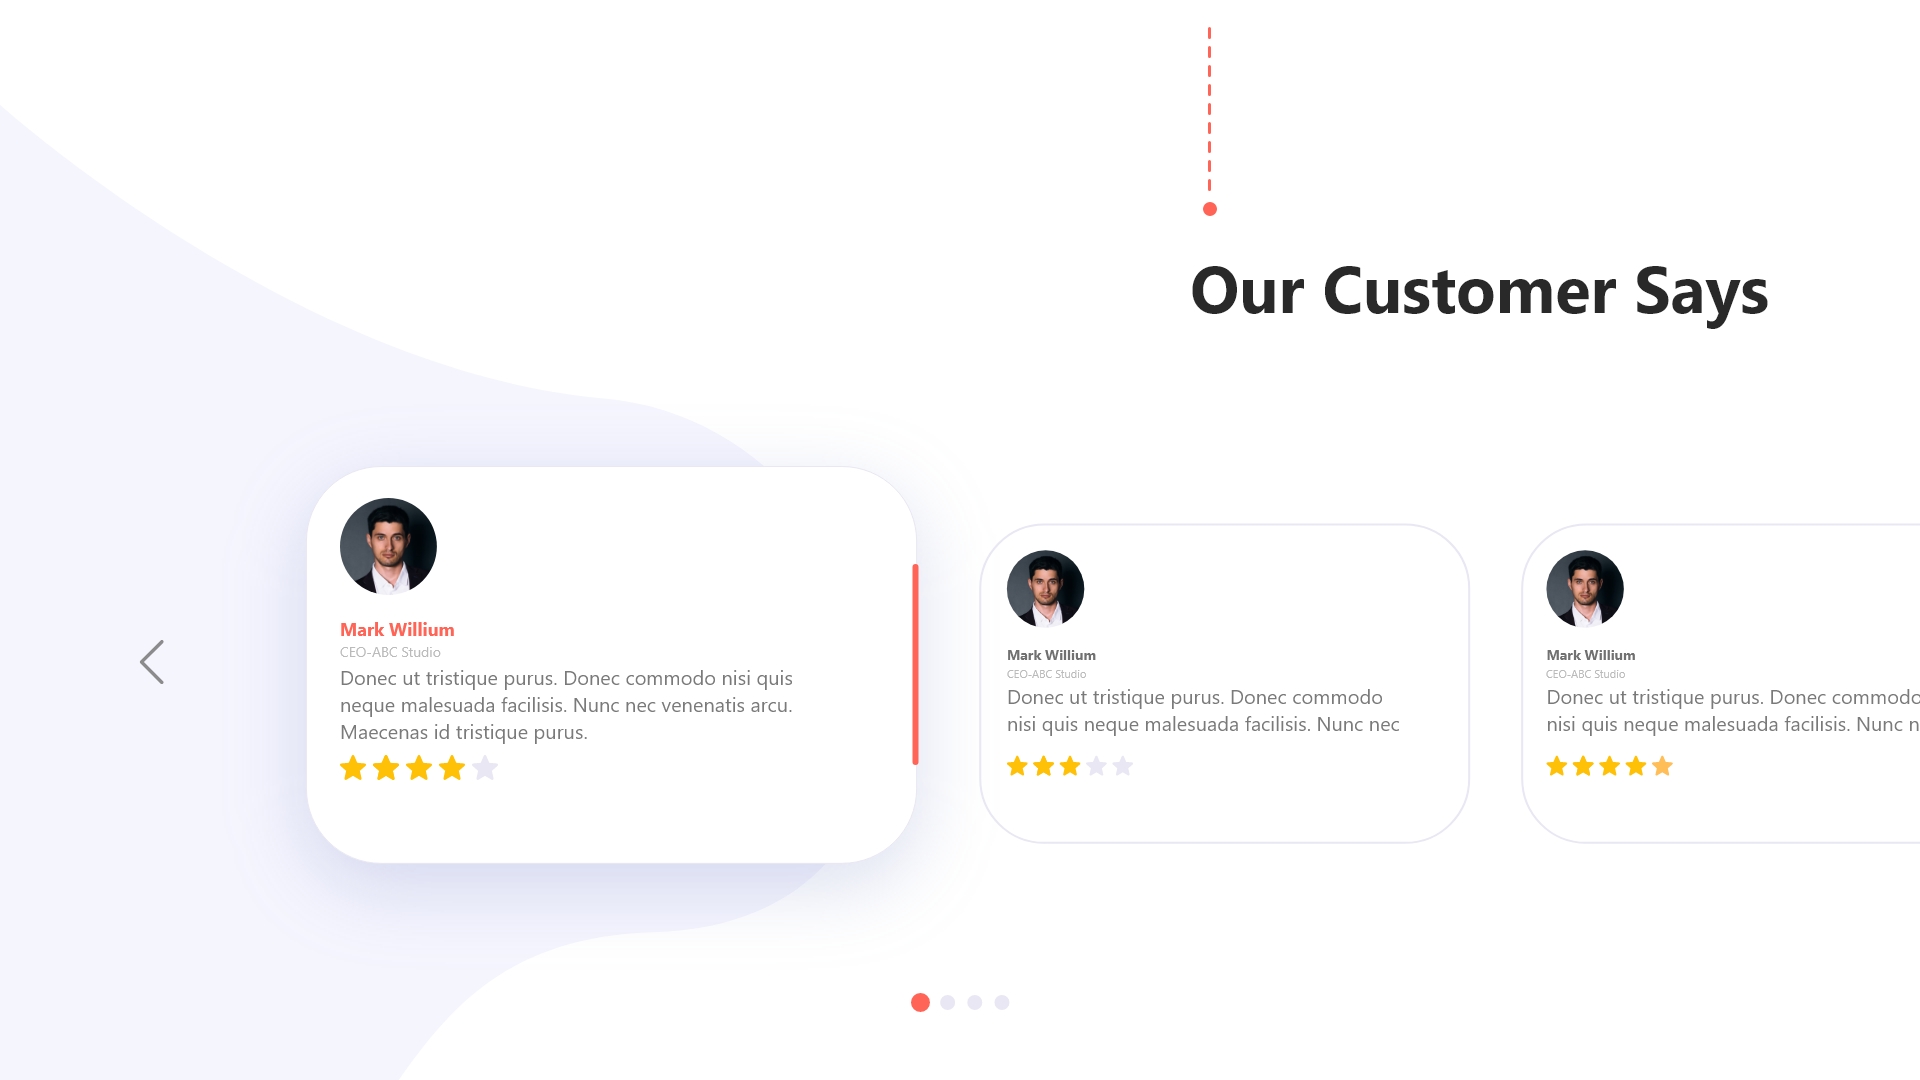 Our Customer Says
Mark Willium
CEO-ABC Studio
Donec ut tristique purus. Donec commodo nisi quis
neque malesuada facilisis. Nunc nec venenatis arcu.
Maecenas id tristique purus.
Mark Willium
CEO-ABC Studio
Donec ut tristique purus. Donec commodo
nisi quis neque malesuada facilisis. Nunc nec
Mark Willium
CEO-ABC Studio
Donec ut tristique purus. Donec commodo
nisi quis neque malesuada facilisis. Nunc